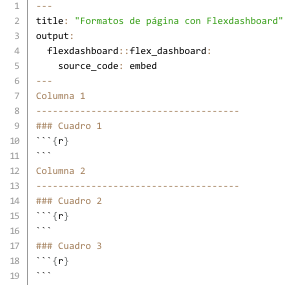 1 ---
2 title: "Formatos de página con Flexdashboard"
3 output:
4   flexdashboard::flex_dashboard:
5     source_code: embed
6 ---
7 Columna 1
8 -----------------------------------
9 ### Cuadro 1
10 ```{r}
11 ```
12 Columna 2
13 -----------------------------------
14 ### Cuadro 2
15 ```{r}
16 ```
17 ### Cuadro 3
18 ```{r}
19 ```